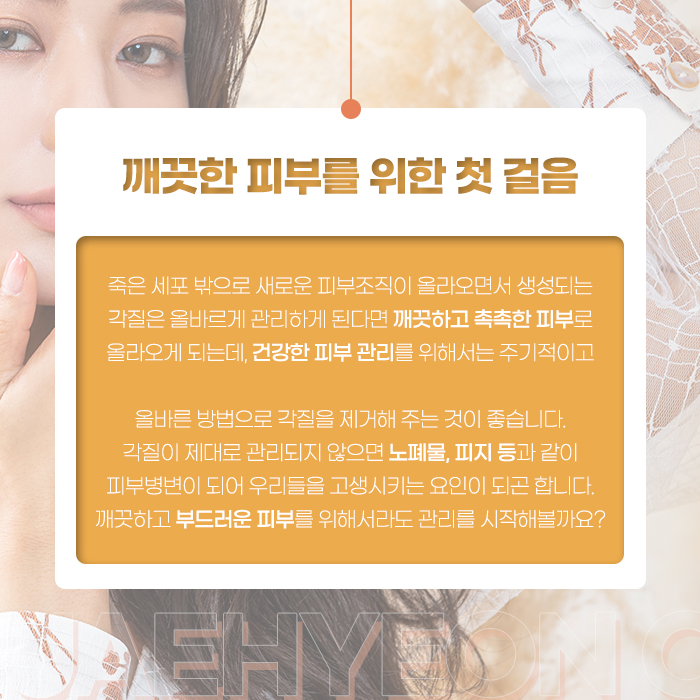 깨끗한 피부를 위한 첫 걸음
죽은 세포 밖으로 새로운 피부조직이 올라오면서 생성되는
각질은 올바르게 관리하게 된다면 깨끗하고 촉촉한 피부로
올라오게 되는데, 건강한 피부 관리를 위해서는 주기적이고
올바른 방법으로 각질을 제거해 주는 것이 좋습니다.
각질이 제대로 관리되지 않으면 노폐물, 피지 등과 같이
피부병변이 되어 우리들을 고생시키는 요인이 되곤 합니다.
깨끗하고 부드러운 피부를 위해서라도 관리를 시작해볼까요?
JAEHYEON C